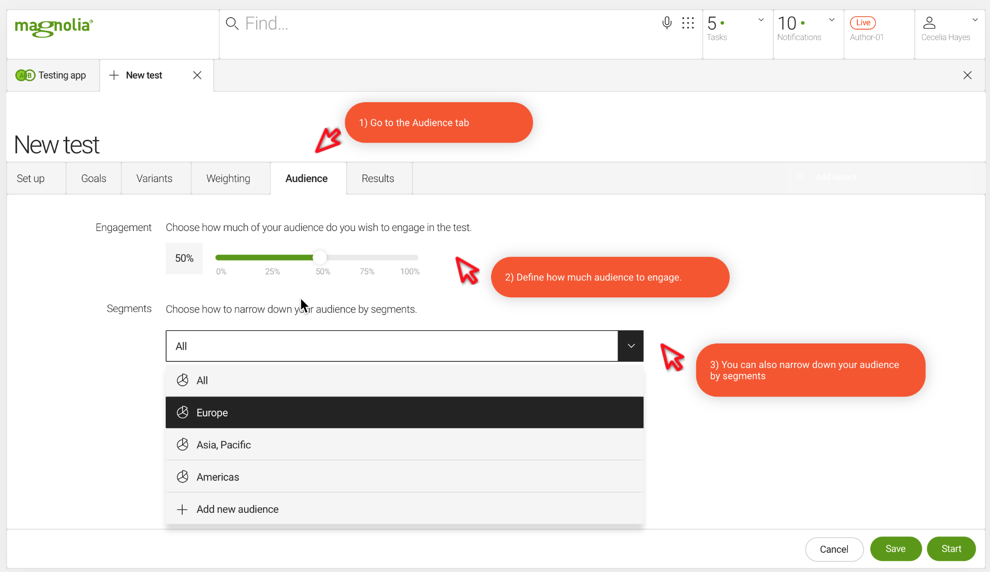 magnolia®
Find...
5
Tasks
10
Notifications
Live
Author-01
Cecelia Hayes
A B Testing app
New test
1) Go to the Audience tab
New test
Set up
Goals
Variants
Weighting
Audience
Results
Engagement
Choose how much of your audience do you wish to engage in the test.
50%
0% 25% 50% 75% 100%
2) Define how much audience to engage.
Segments
Choose how to narrow down your audience by segments.
All
3) You can also narrow down your audience
by segments
All
Europe
Asia, Pacific
Americas
Add new audience
Cancel
Save
Start